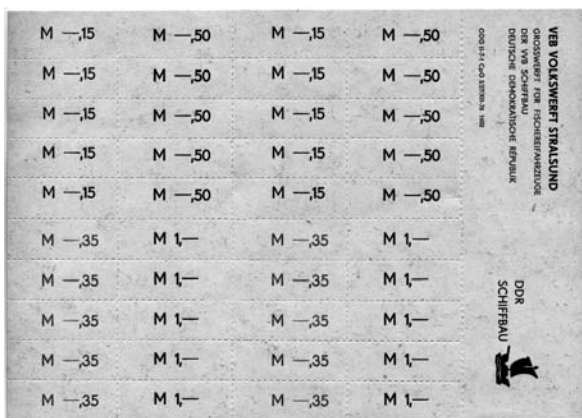 M —,15 M —,50 M —,15 M —,50
M —,15 M —,50 M —,15 M —,50
M —,15 M —,50 M —,15 M —,50
M —,15 M —,50 M —,15 M —,50
M —,15 M —,50 M —,15 M —,50
M —,35 M 1,— M —,35 M 1,—
M —,35 M 1,— M —,35 M 1,—
M —,35 M 1,— M —,35 M 1,—
M —,35 M 1,— M —,35 M 1,—
M —,35 M 1,— M —,35 M 1,—
VEB VOLKSWERFT STRALSUND
GROSSWERFT FÜR FISCHEREIFAHRZEUGE
DER VVB SCHIFFBAU
DEUTSCHE DEMOKRATISCHE REPUBLIK
DDR
SCHIFFBAU